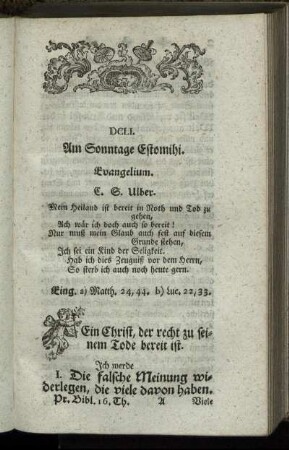 DCLI.
Am Sonntage Estomihi.
Evangelium.
C. S. Ulber.
Mein Heiland ist bereit in Noth und Tod zu
gehen,
Ach wär ich doch auch so bereit!
Nur muß mein Glaub auch fest auf diesem
Grunde stehen,
Ich sei ein Kind der Seligkeit.
Hab ich dies Zeugniß vor dem Herrn,
So sterb ich auch noch heute gern.
Eing. a) Matth. 24, 44. b) Luc. 22, 33.
Ein Christ, der recht zu sei-
nem Tode bereit ist.
Ich werde
I. Die falsche Meinung wi-
derlegen, die viele davon haben.
Pr. Bibl. 16. Th. A Viele